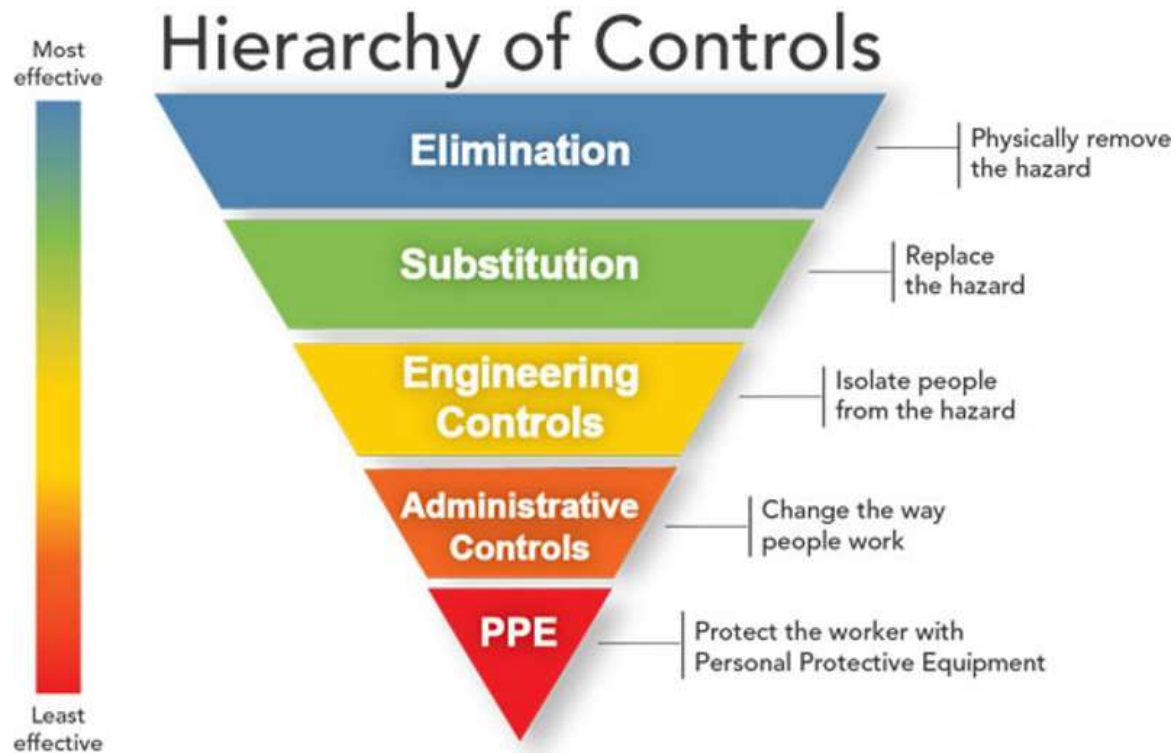 Hierarchy of Controls
Most
effective
Elimination
Physically remove
the hazard
Substitution
Replace
the hazard
Engineering
Controls
Isolate people
from the hazard
Administrative
Controls
Change the way
people work
PPE
Protect the worker with
Personal Protective Equipment
Least
effective